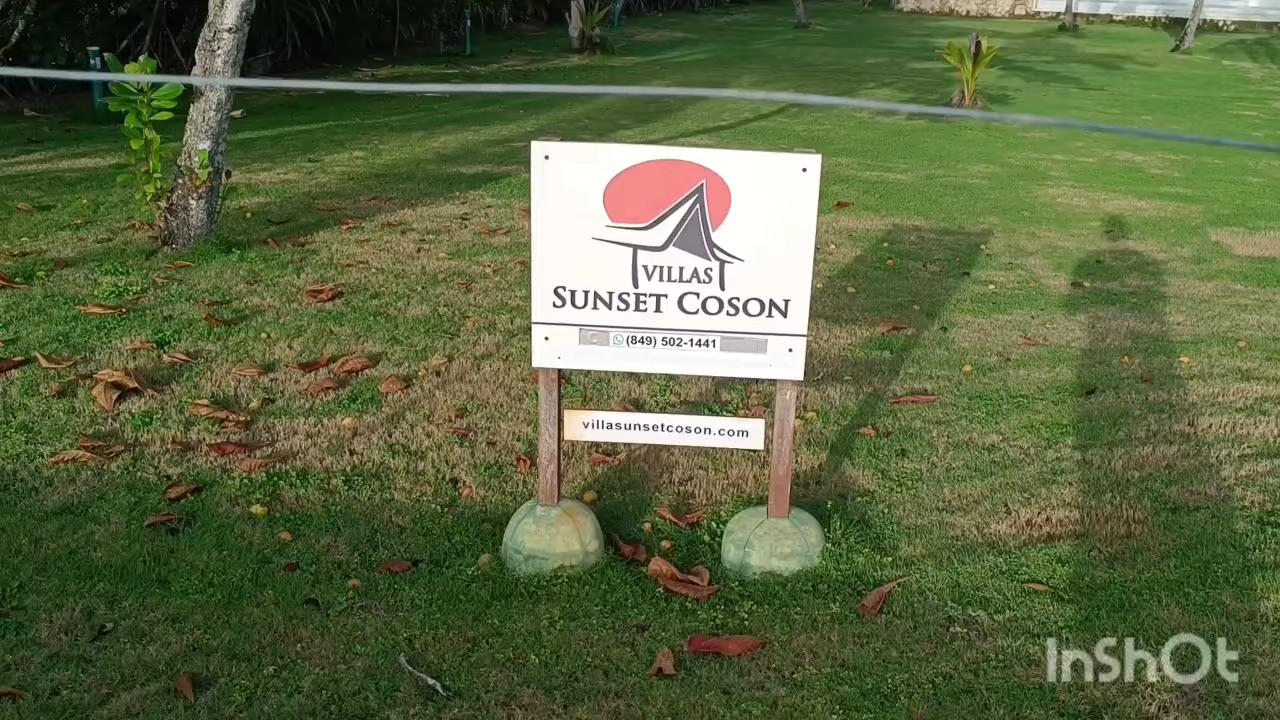 VILLAS
SUNSET COSON
(849) 502-1441
villasunsetcoson.com
InShOt